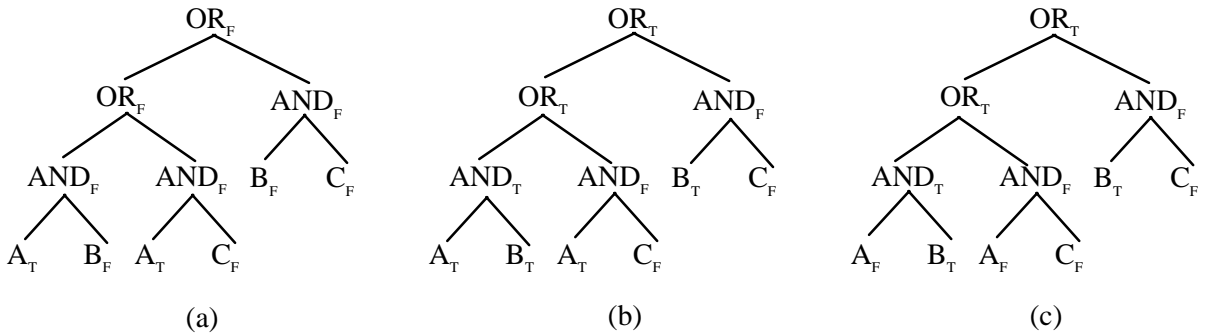 OR_F OR_T OR_T
OR_F AND_F OR_T AND_F OR_T AND_F
AND_F AND_F B_F C_F AND_T AND_F B_T C_F AND_T AND_F B_T C_F
A_T B_F A_T C_F A_T B_T A_T C_F A_F B_T A_F C_F
(a) (b) (c)